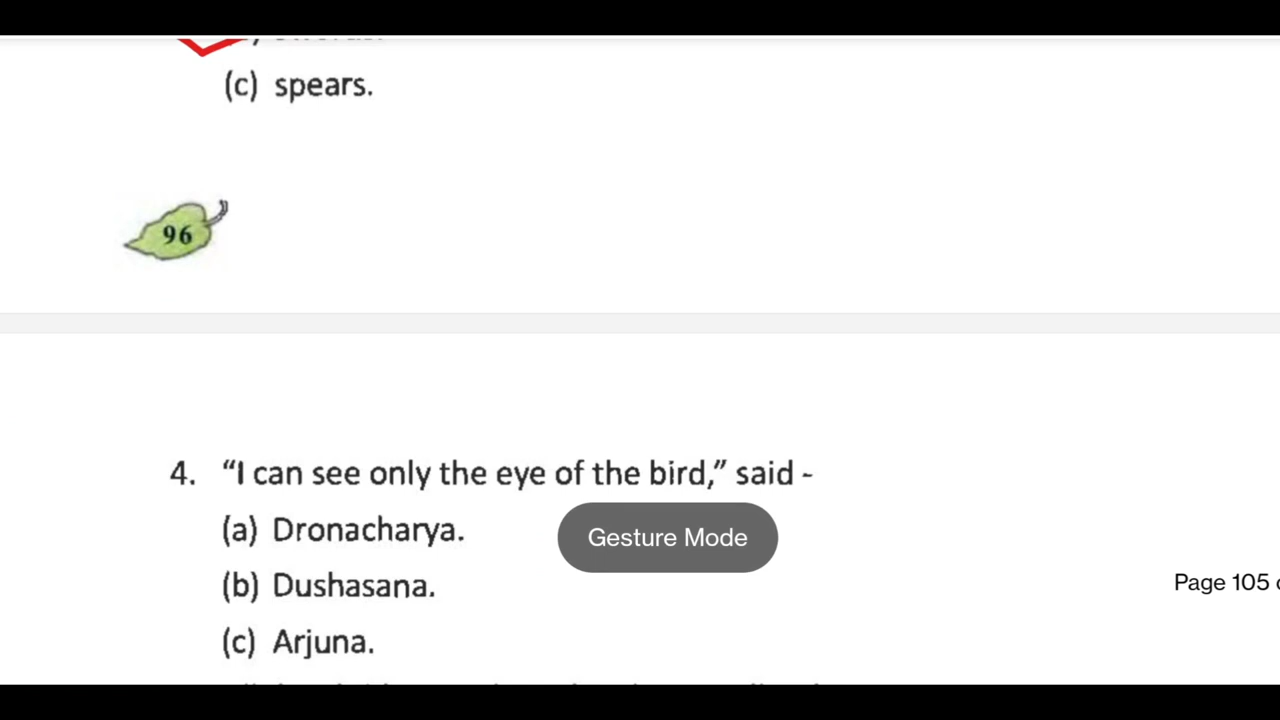 (c) spears.
96
4. “I can see only the eye of the bird,” said -
(a) Dronacharya.
Gesture Mode
(b) Dushasana.
Page 105
(c) Arjuna.